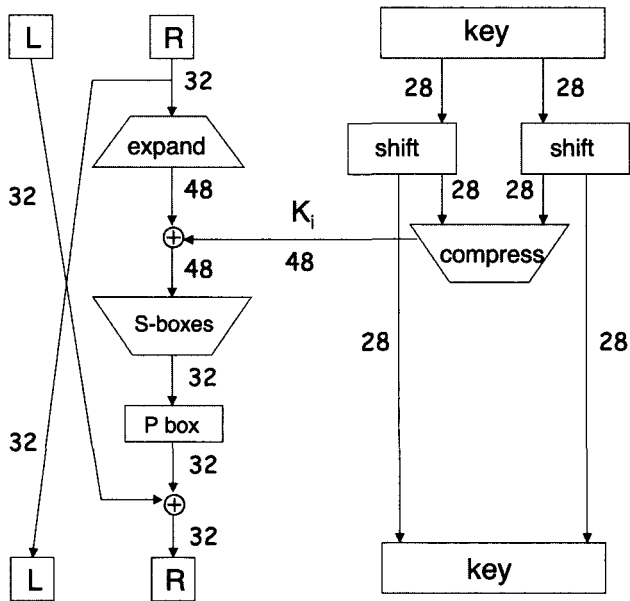 L R key
32 28 28
expand shift shift
32 48 28 28
K_i
48
compress
48
S-boxes
28 28
32
P box
32 32
32
L R key